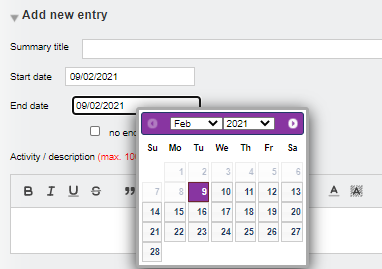 Add new entry
Summary title
Start date 09/02/2021
End date 09/02/2021
Feb 2021
no en
Su Mo Tu We Th Fr Sa
1 2 3 4 5 6
7 8 9 10 11 12 13
14 15 16 17 18 19 20
21 22 23 24 25 26 27
28
Activity / description (max. 10
B I U S " A A